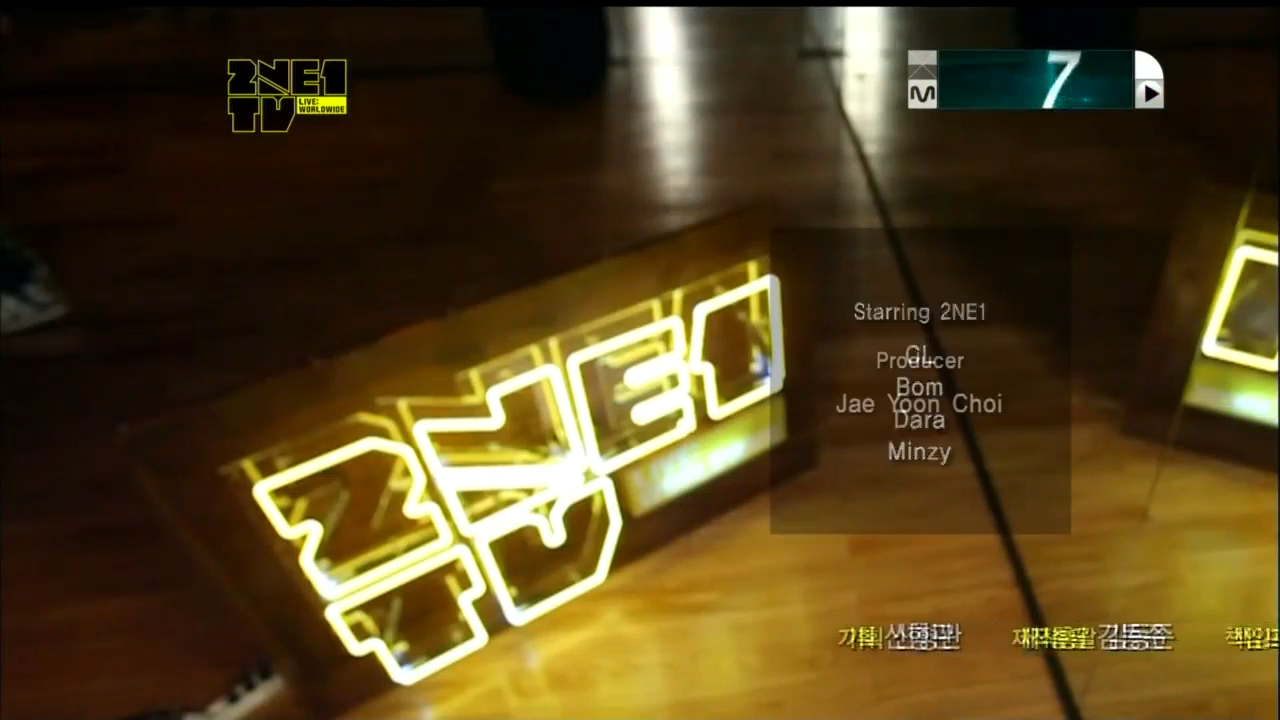 2NE1
TV LIVE:
WORLDWIDE
7
2NE1
TV
Starring 2NE1
CL
Producer
Bom
Jae Yoon Choi
Dara
Minzy
기획 신형관
제작총괄 김동준